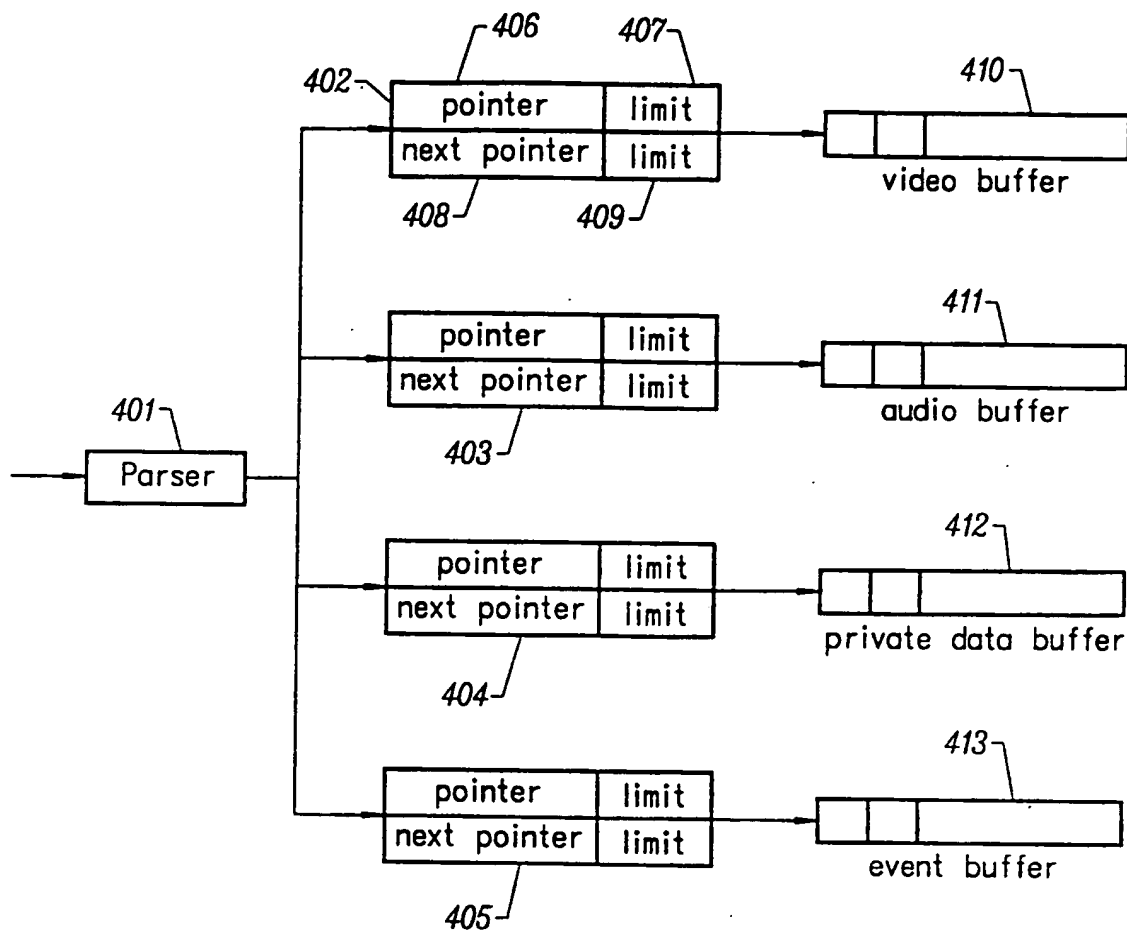 406
407
402
410
pointer limit
next pointer limit
video buffer
408
409
411
pointer limit
next pointer limit
audio buffer
401
403
Parser
412
pointer limit
next pointer limit
private data buffer
404
413
pointer limit
next pointer limit
event buffer
405